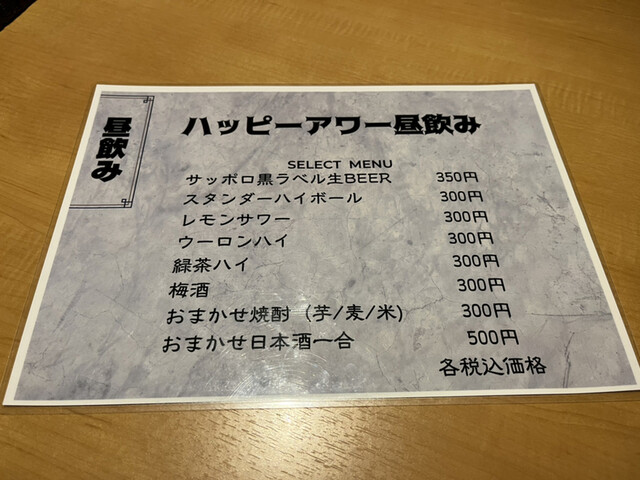 昼飲み
ハッピーアワー昼飲み
SELECT MENU
サッポロ黒ラベル生BEER 350円
スタンダーハイボール 300円
レモンサワー 300円
ウーロンハイ 300円
緑茶ハイ 300円
梅酒 300円
おまかせ焼酎（芋/麦/米) 300円
おまかせ日本酒一合 500円
各税込価格